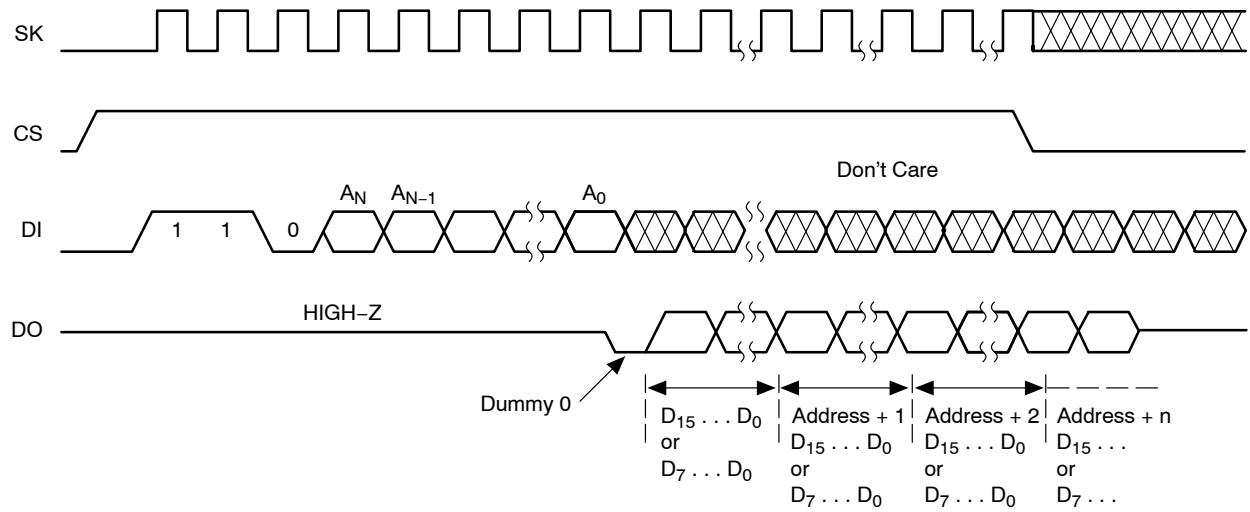 SK
CS
Don't Care
A_N A_N−1 A_0
DI
1 1 0
HIGH−Z
DO
Dummy 0
D_15 . . . D_0
or
D_7 . . . D_0
Address + 1
D_15 . . . D_0
or
D_7 . . . D_0
Address + 2
D_15 . . . D_0
or
D_7 . . . D_0
Address + n
D_15 . . .
or
D_7 . . .